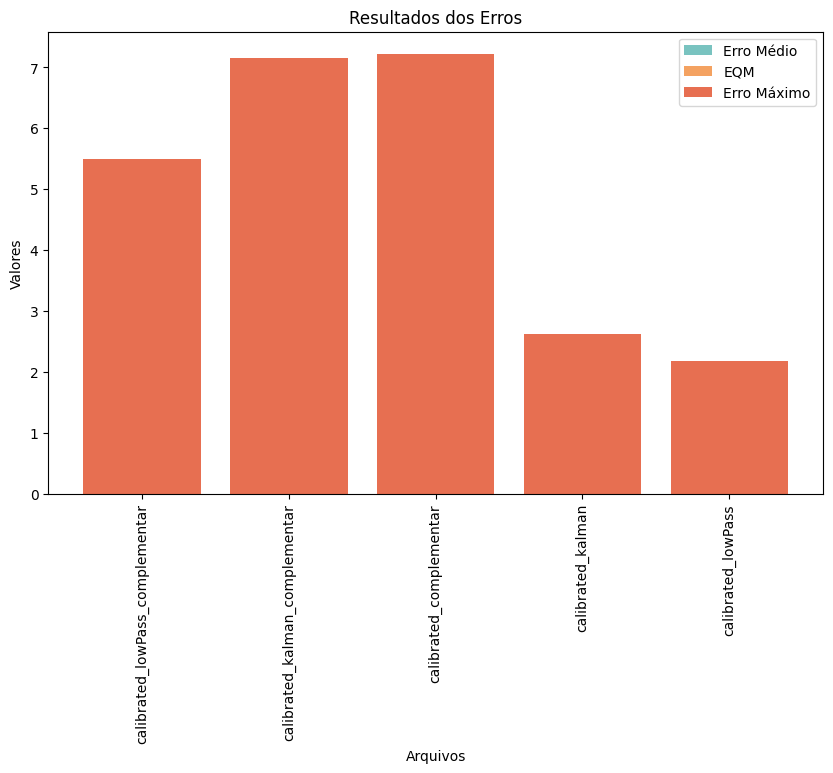 Resultados dos Erros
Erro Médio
EQM
Erro Máximo
Valores
7
6
5
4
3
2
1
0
calibrated_lowPass_complementar
calibrated_kalman_complementar
calibrated_complementar
calibrated_kalman
calibrated_lowPass
Arquivos